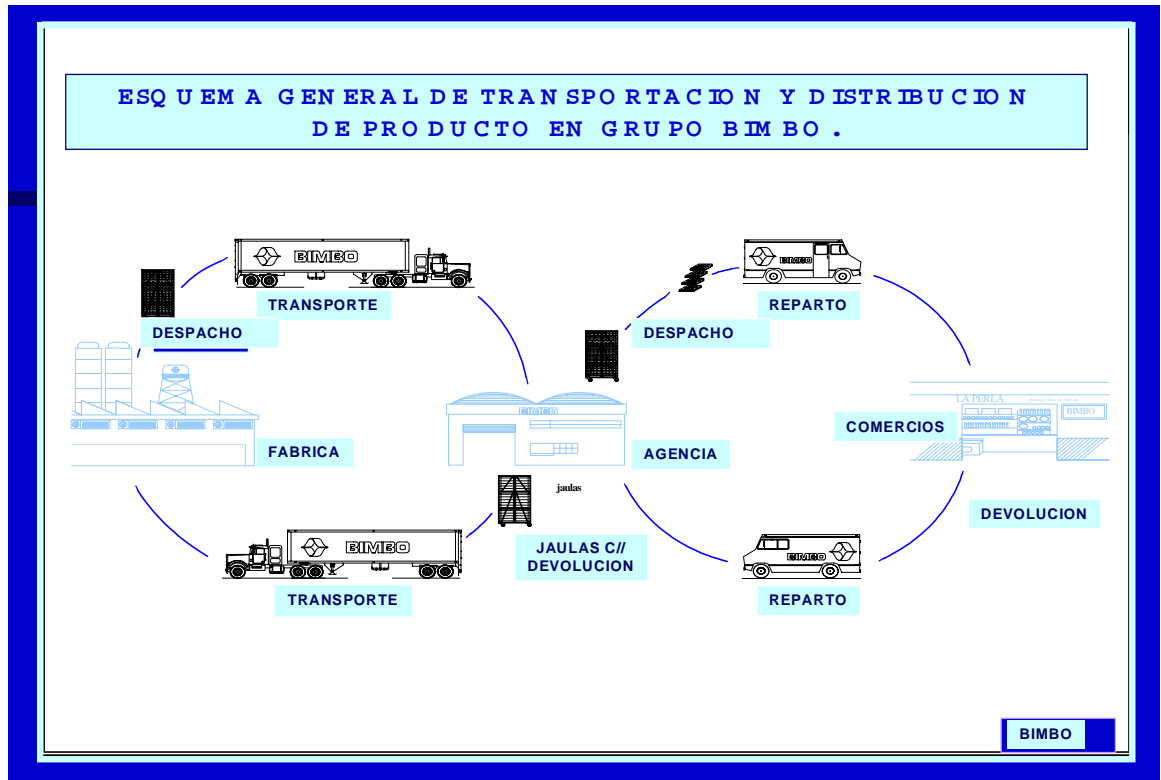 ESQUEMA GENERAL DE TRANSPORTACION Y DISTRIBUCION
DE PRODUCTO EN GRUPO BIMBO.
BIMBO
TRANSPORTE
DESPACHO
BIMBO
REPARTO
DESPACHO
FABRICA
BIMBO
AGENCIA
LA PERLA
BIMBO
COMERCIOS
jaulas
DEVOLUCION
BIMBO
TRANSPORTE
JAULAS C//
DEVOLUCION
BIMBO
REPARTO
BIMBO